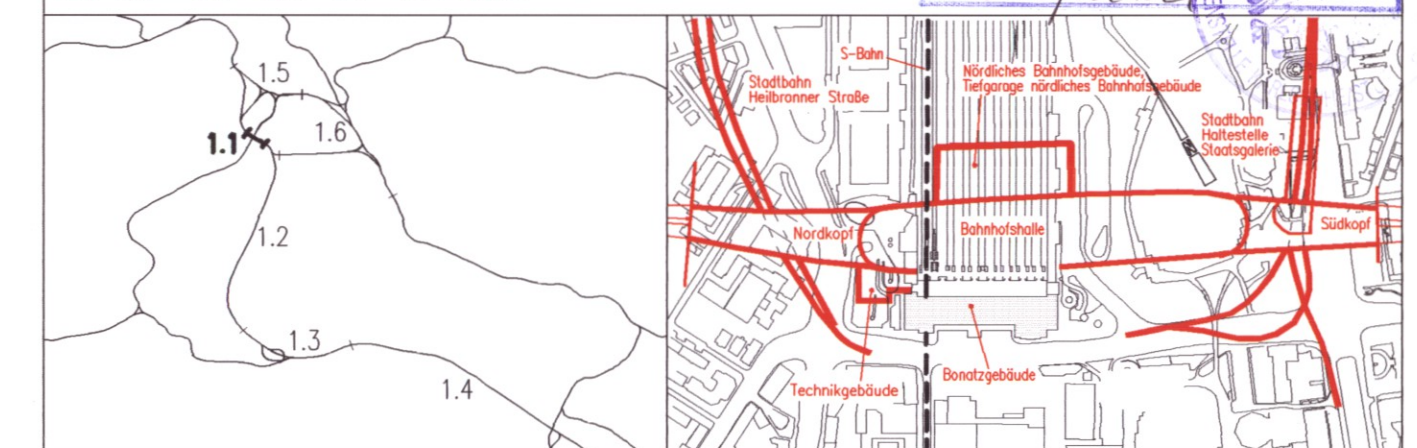 1.5
1.1
1.6
1.2
1.3
1.4
S-Bahn
Stadtbahn
Heilbronner Straße
Nördliches Bahnhofsgebäude,
Tiefgarage nördliches Bahnhofsgebäude
Stadtbahn
Haltestelle
Staatsgalerie
Nordkopf
Bahnhofshalle
Südkopf
Technikgebäude
Bonatzgebäude